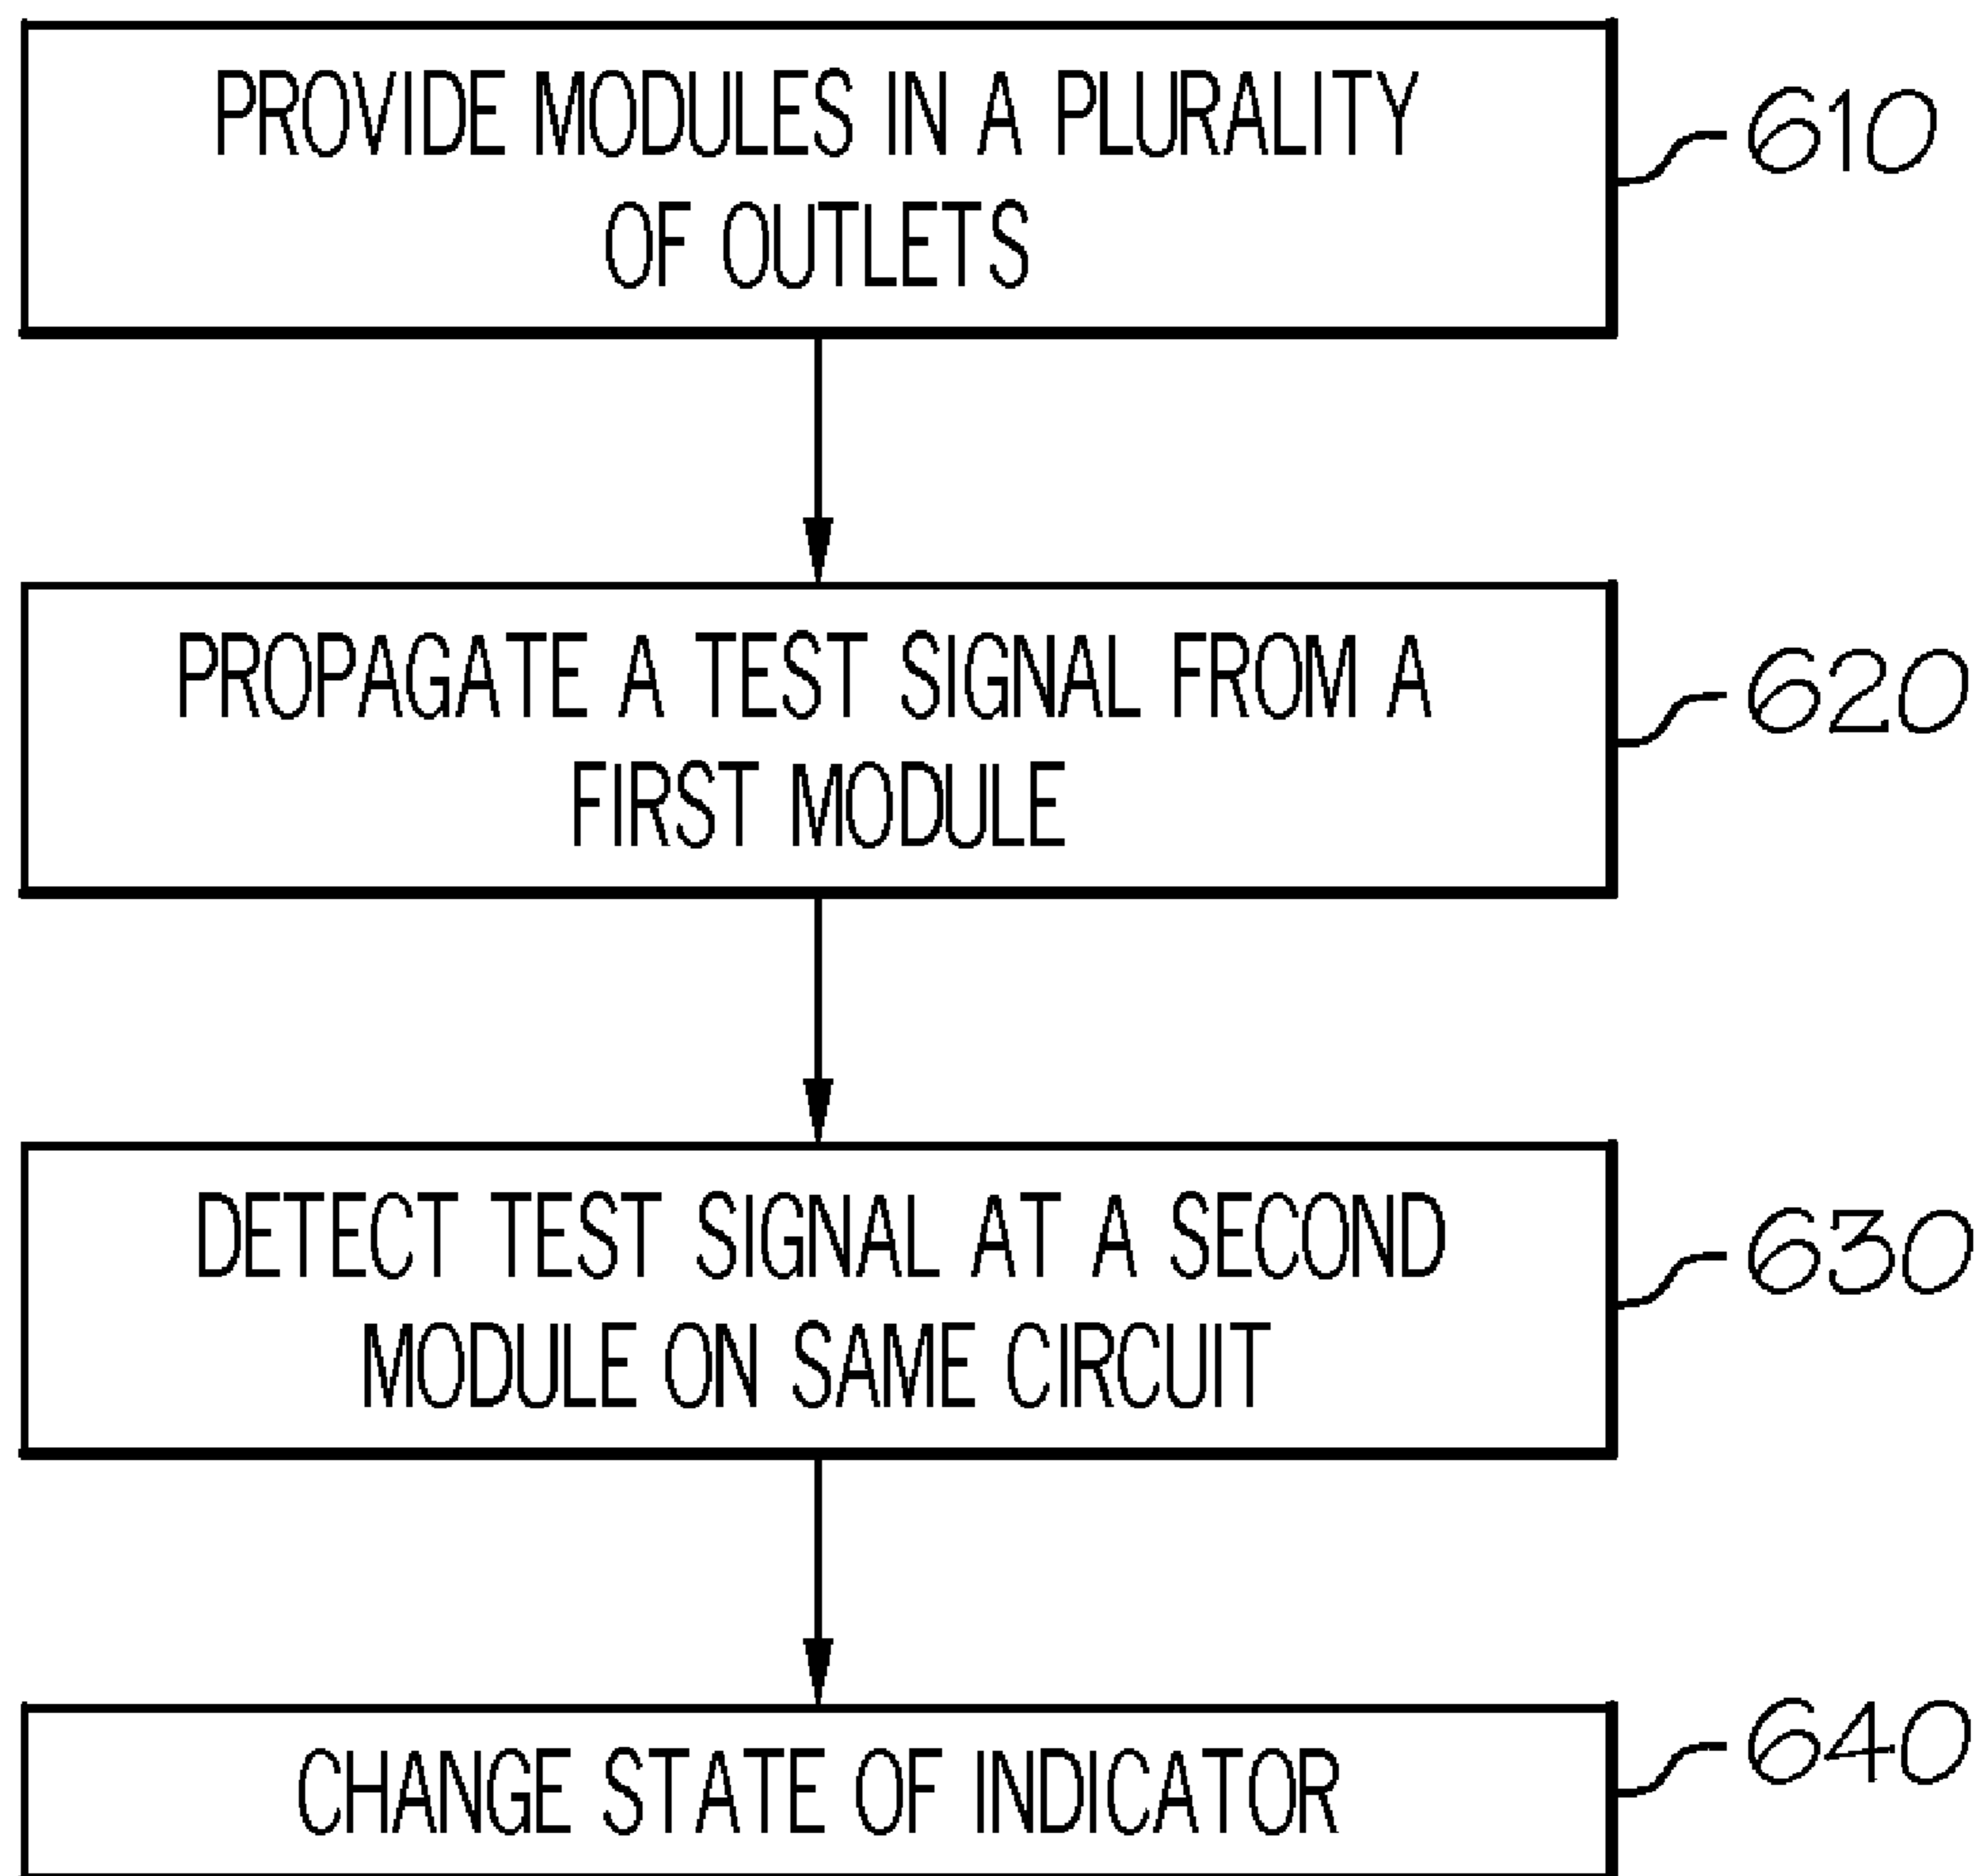 PROVIDE MODULES IN A PLURALITY
OF OUTLETS
610
PROPAGATE A TEST SIGNAL FROM A
FIRST MODULE
620
DETECT TEST SIGNAL AT A SECOND
MODULE ON SAME CIRCUIT
630
CHANGE STATE OF INDICATOR
640